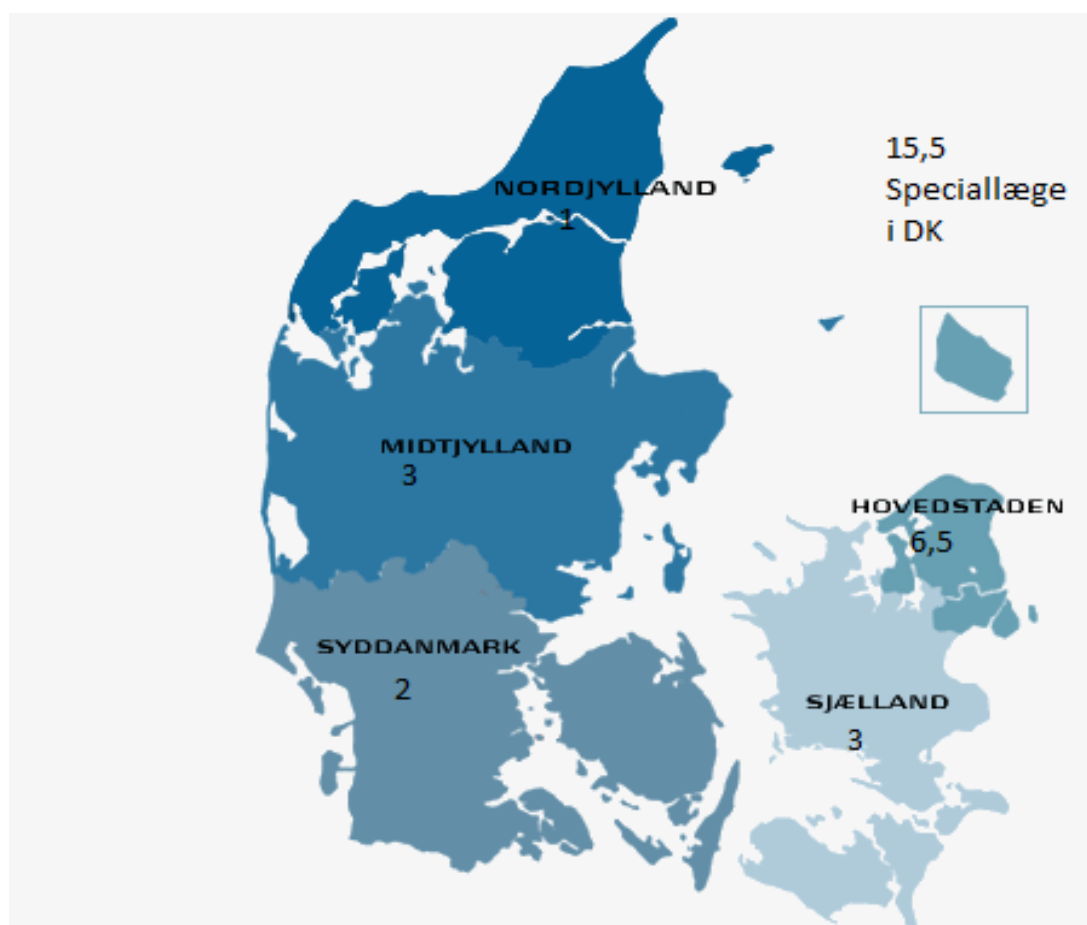 NORDJYLLAND
1
15,5
Speciallæge
i DK
MIDTJYLLAND
3
HOVEDSTADEN
6,5
SYDDANMARK
2
SJÆLLAND
3